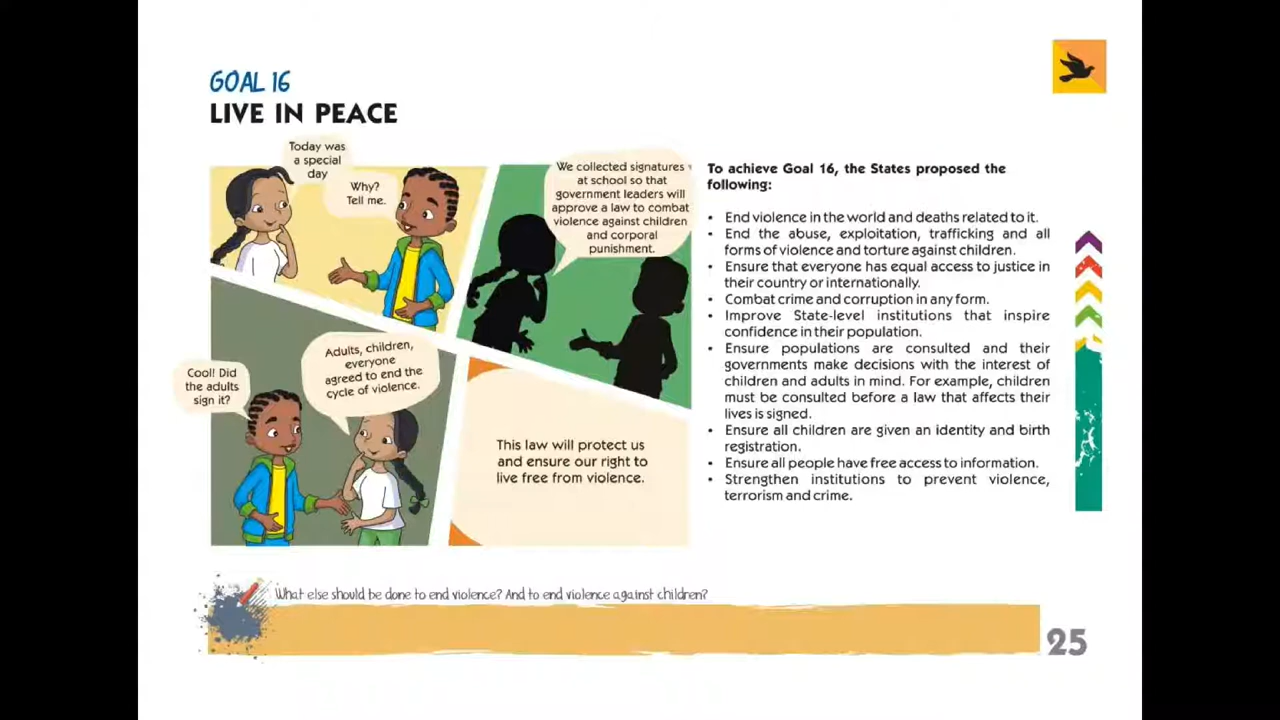 GOAL 16
LIVE IN PEACE
Today was
a special
day
Why?
Tell me.
We collected signatures
at school so that
government leaders will
approve a law to combat
violence against children
and corporal
punishment.
Cool! Did
the adults
sign it?
Adults, children,
everyone
agreed to end the
cycle of violence.
This law will protect us
and ensure our right to
live free from violence.
To achieve Goal 16, the States proposed the
following:
• End violence in the world and deaths related to it.
• End the abuse, exploitation, trafficking and all
forms of violence and torture against children.
• Ensure that everyone has equal access to justice in
their country or internationally.
• Combat crime and corruption in any form.
• Improve State-level institutions that inspire
confidence in their population.
• Ensure populations are consulted and their
governments make decisions with the interest of
children and adults in mind. For example, children
must be consulted before a law that affects their
lives is signed.
• Ensure all children are given an identity and birth
registration.
• Ensure all people have free access to information.
• Strengthen institutions to prevent violence,
terrorism and crime.
What else should be done to end violence? And to end violence against children?
25